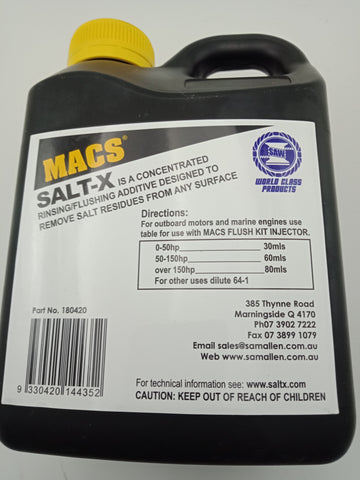 MACS®
SALT-X IS A CONCENTRATED
RINSING/FLUSHING ADDITIVE DESIGNED TO
REMOVE SALT RESIDUES FROM ANY SURFACE
WORLD CLASS
PRODUCTS
Directions:
For outboard motors and marine engines use
table for use with MACS FLUSH KIT INJECTOR.
0-50hp 30mls
50-150hp 60mls
over 150hp 80mls
For other uses dilute 64-1
Part No. 180420
385 Thynne Road
Morningside Q 4170
Ph07 3902 7222
Fax 07 3899 1079
Email sales@samallen.com.au
Web www.samallen.com.au
9 330420 144352
For technical information see: www.saltx.com
CAUTION: KEEP OUT OF REACH OF CHILDREN